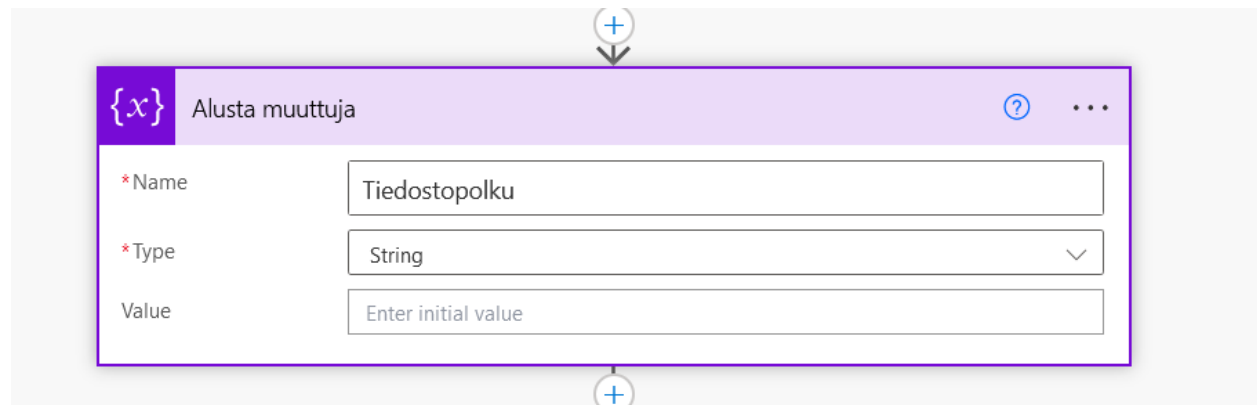 {x} Alusta muuttuja
*Name Tiedostopolku
*Type String
Value Enter initial value